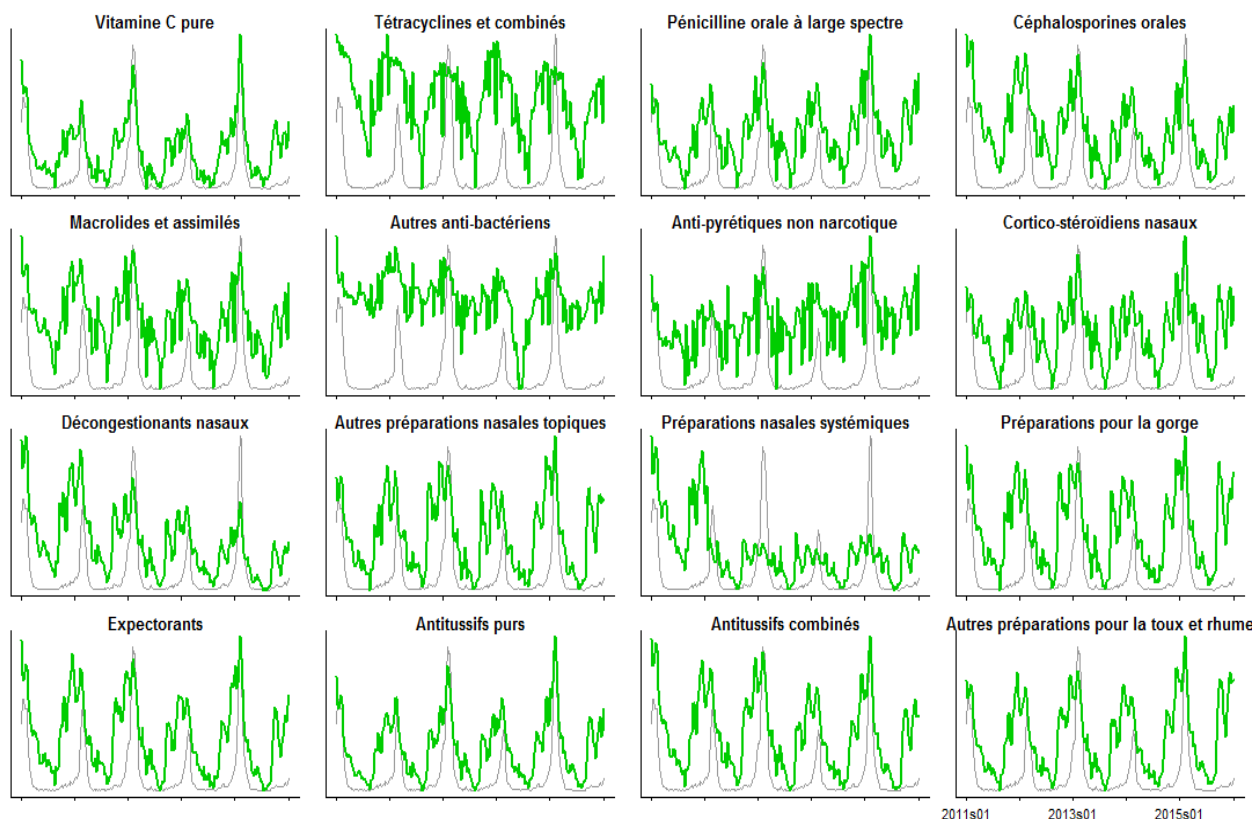 Vitamine C pure
Tétracyclines et combinés
Pénicilline orale à large spectre
Céphalosporines orales
Macrolides et assimilés
Autres anti-bactériens
Anti-pyrétiques non narcotique
Cortico-stéroïdiens nasaux
Décongestionants nasaux
Autres préparations nasales topiques
Préparations nasales systémiques
Préparations pour la gorge
Expectorants
Antitussifs purs
Antitussifs combinés
Autres préparations pour la toux et rhume
2011s01
2013s01
2015s01